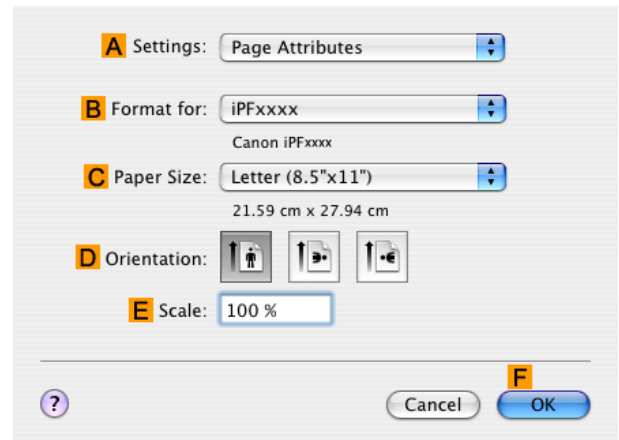 A Settings: Page Attributes
B Format for: iPFxxxx
Canon iPFxxxx
C Paper Size: Letter (8.5"x11")
21.59 cm x 27.94 cm
D Orientation:
E Scale: 100 %
F
? Cancel OK